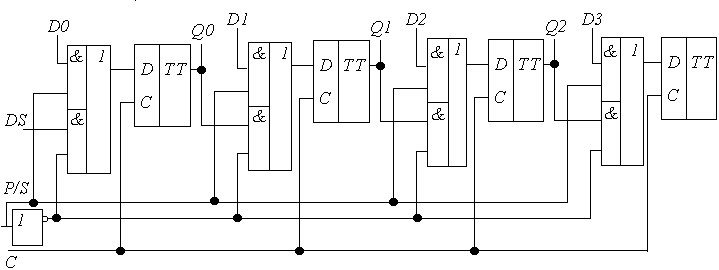 D0 Q0 D1 Q1 D2 Q2 D3
& 1 D TT & 1 D TT & 1 D TT & 1 D TT
C C C C
DS & & & &
P/S
1
C